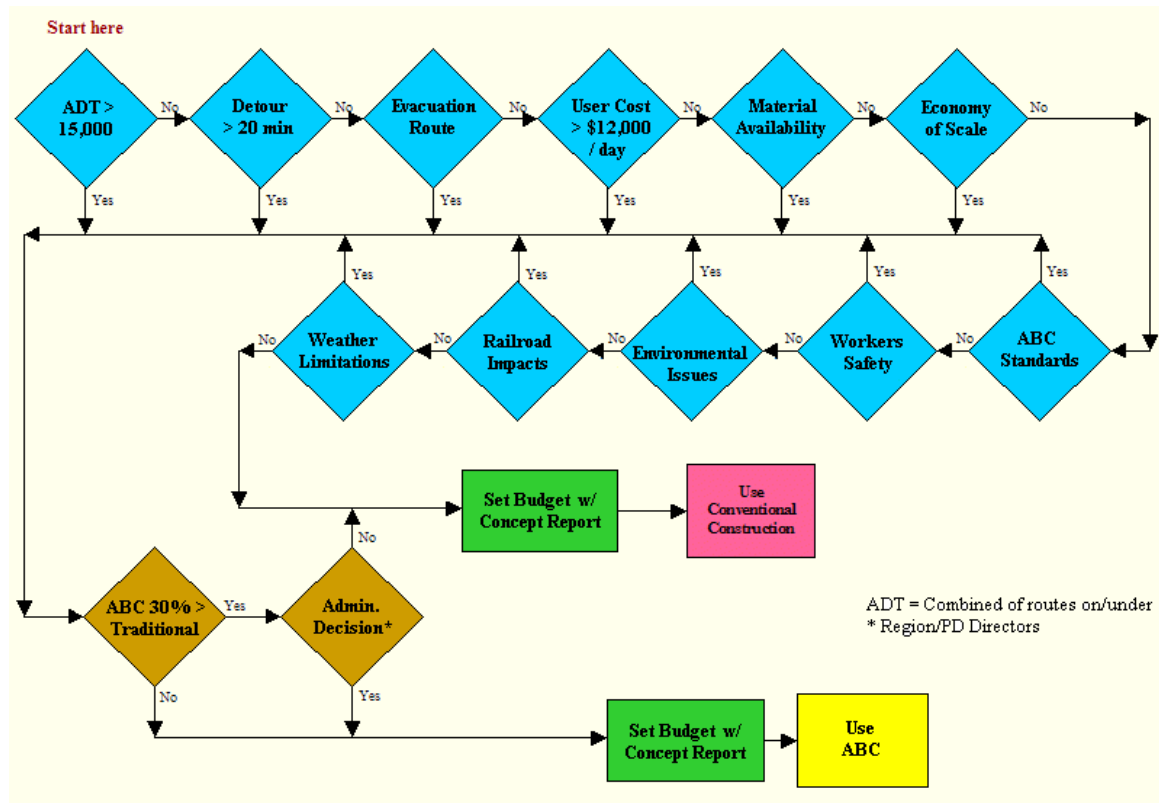 Start here
ADT >
15,000
No
Detour
> 20 min
No
Evacuation
Route
No
User Cost
> $12,000
/ day
No
Material
Availability
No
Economy
of Scale
No
Yes
Yes
Yes
Yes
Yes
Yes
Yes
Yes
Yes
Yes
Yes
No
Weather
Limitations
No
Railroad
Impacts
No
Environmental
Issues
No
Workers
Safety
No
ABC
Standards
Set Budget w/
Concept Report
Use
Conventional
Construction
No
ABC 30% >
Traditional
Yes
Admin.
Decision*
ADT = Combined of routes on/under
* Region/PD Directors
No
Yes
Set Budget w/
Concept Report
Use
ABC